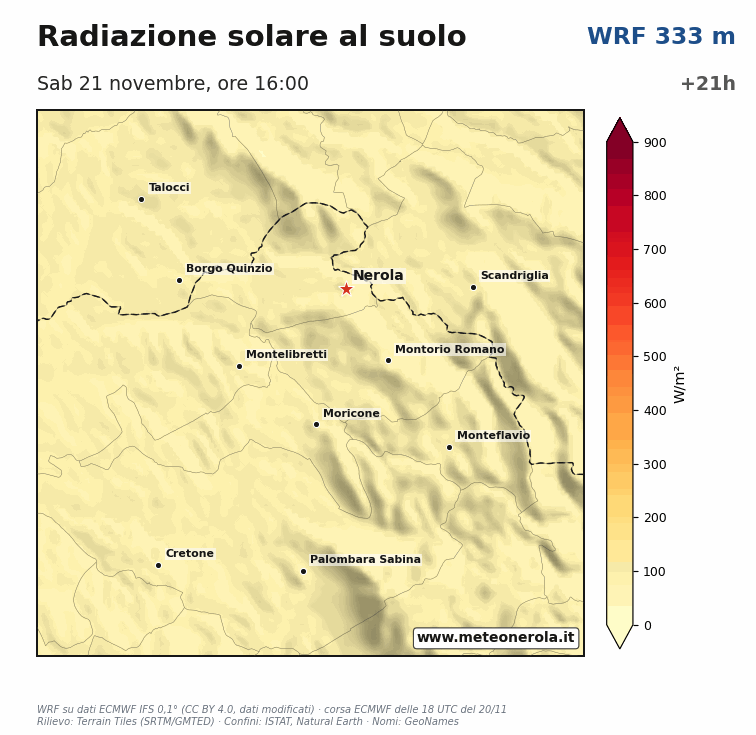 Radiazione solare al suolo
WRF 333 m
Sab 21 novembre, ore 16:00
+21h
Talocci
Borgo Quinzio
Nerola
Scandriglia
Montelibretti
Montorio Romano
Moricone
Monteflavio
Cretone
Palombara Sabina
www.meteonerola.it
900
800
700
600
500
400
300
200
100
0
W/m²
WRF su dati ECMWF IFS 0,1° (CC BY 4.0, dati modificati) · corsa ECMWF delle 18 UTC del 20/11
Rilievo: Terrain Tiles (SRTM/GMTED) · Confini: ISTAT, Natural Earth · Nomi: GeoNames